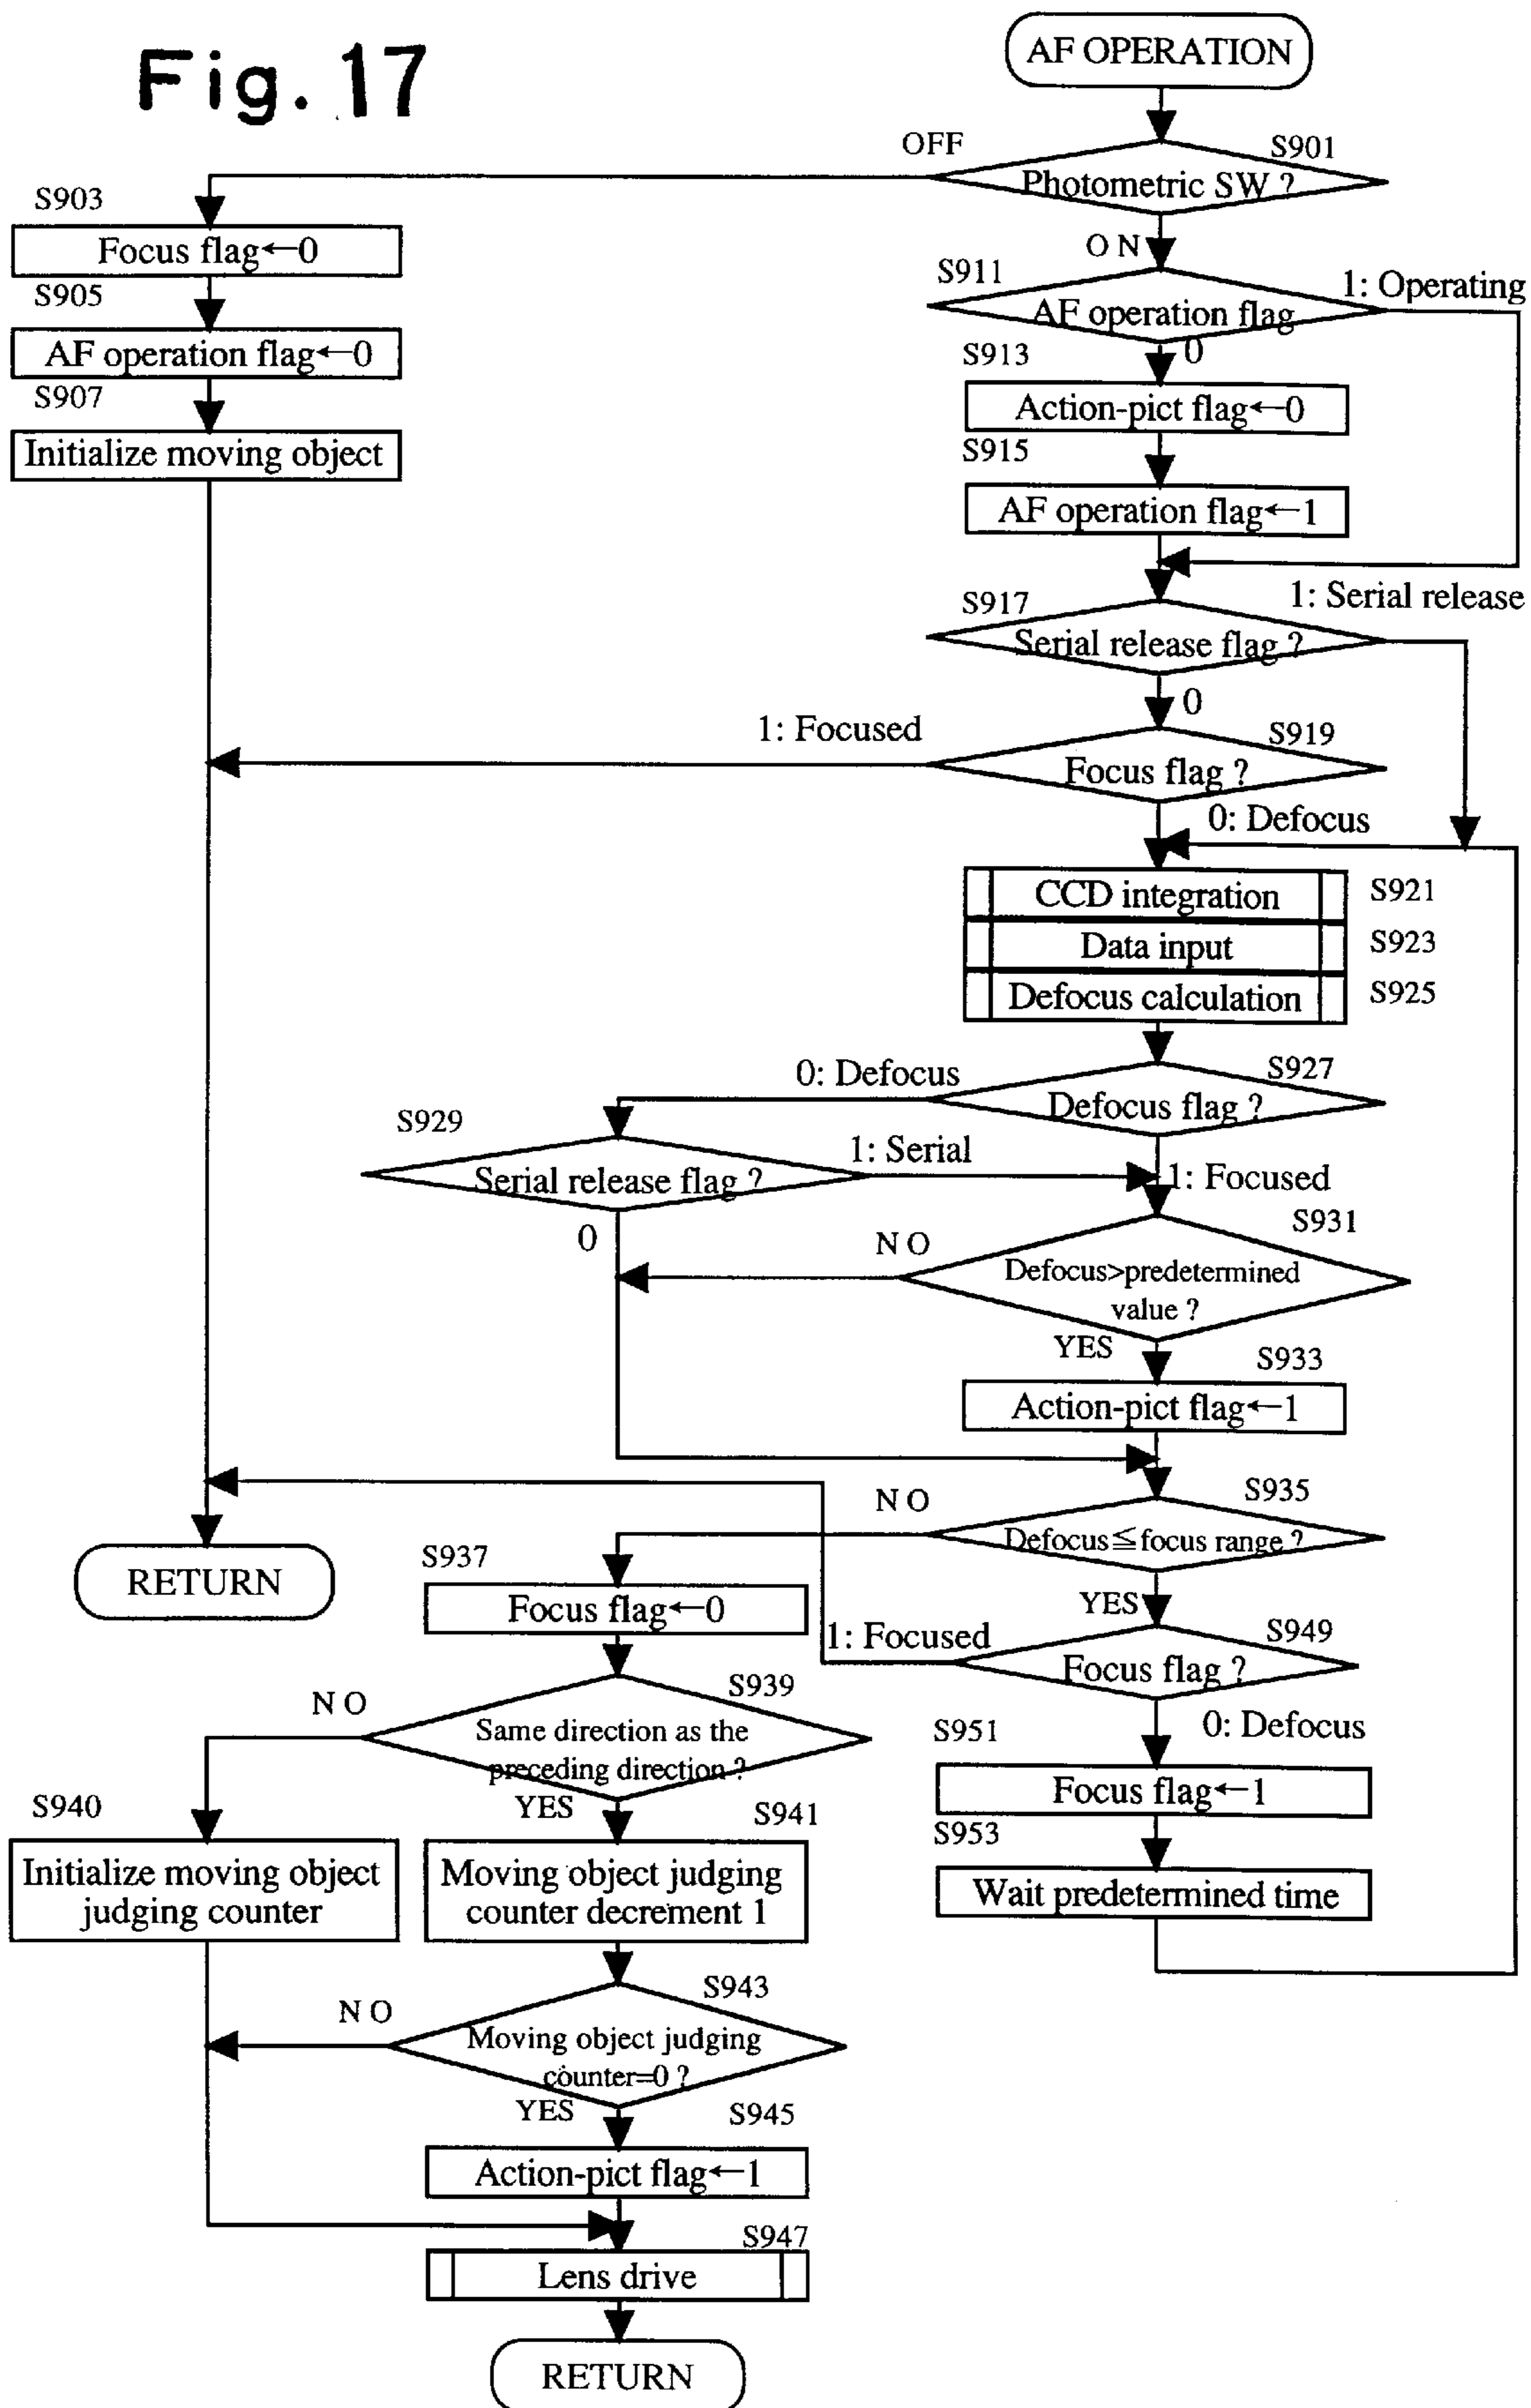 Fig. 17
AF OPERATION
OFF
S901
Photometric SW ?
O N
S903
Focus flag←0
S905
AF operation flag←0
S907
Initialize moving object
S911
AF operation flag
1: Operating
0
S913
Action-pict flag←0
S915
AF operation flag←1
S917
Serial release flag ?
1: Serial release
0
S919
Focus flag ?
1: Focused
0: Defocus
CCD integration
S921
Data input
S923
Defocus calculation
S925
S927
Defocus flag ?
0: Defocus
1: Focused
S929
Serial release flag ?
1: Serial
0
S931
Defocus>predetermined
value ?
N O
YES
S933
Action-pict flag←1
S935
Defocus≦focus range ?
N O
YES
RETURN
S937
Focus flag←0
S949
Focus flag ?
1: Focused
0: Defocus
S939
Same direction as the
preceding direction ?
N O
YES
S951
Focus flag←1
S953
Wait predetermined time
S940
Initialize moving object
judging counter
S941
Moving object judging
counter decrement 1
S943
Moving object judging
counter=0 ?
N O
YES
S945
Action-pict flag←1
S947
Lens drive
RETURN